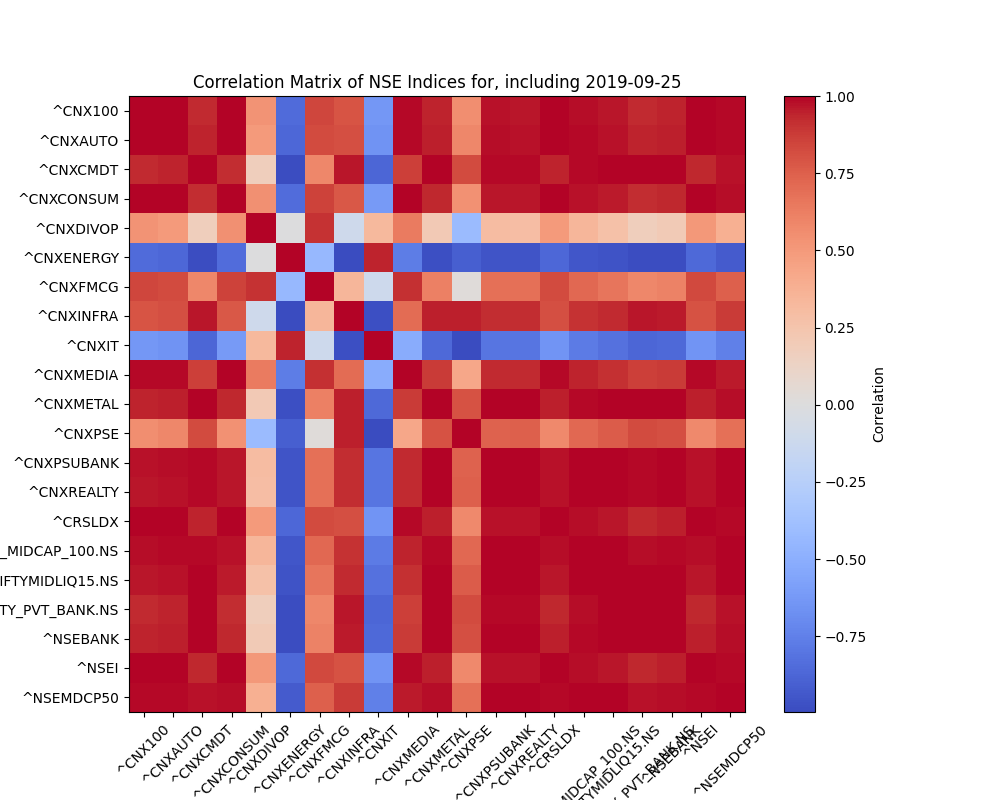 Correlation Matrix of NSE Indices for, including 2019-09-25
^CNX100
^CNXAUTO
^CNXCMDT
^CNXCONSUM
^CNXDIVOP
^CNXENERGY
^CNXFMCG
^CNXINFRA
^CNXIT
^CNXMEDIA
^CNXMETAL
^CNXPSE
^CNXPSUBANK
^CNXREALTY
^CRSLDX
_MIDCAP_100.NS
IFTYMIDLIQ15.NS
TY_PVT_BANK.NS
^NSEBANK
^NSEI
^NSEMDCP50
^CNX100
^CNXAUTO
^CNXCMDT
^CNXCONSUM
^CNXDIVOP
^CNXENERGY
^CNXFMCG
^CNXINFRA
^CNXIT
^CNXMEDIA
^CNXMETAL
^CNXPSE
^CNXPSUBANK
^CNXREALTY
^CRSLDX
MIDCAP_100.NS
TYMIDLIQ15.NS
_PVT_BANK.NS
^NSEBANK
^NSEI
^NSEMDCP50
1.00
0.75
0.50
0.25
0.00
−0.25
−0.50
−0.75
Correlation